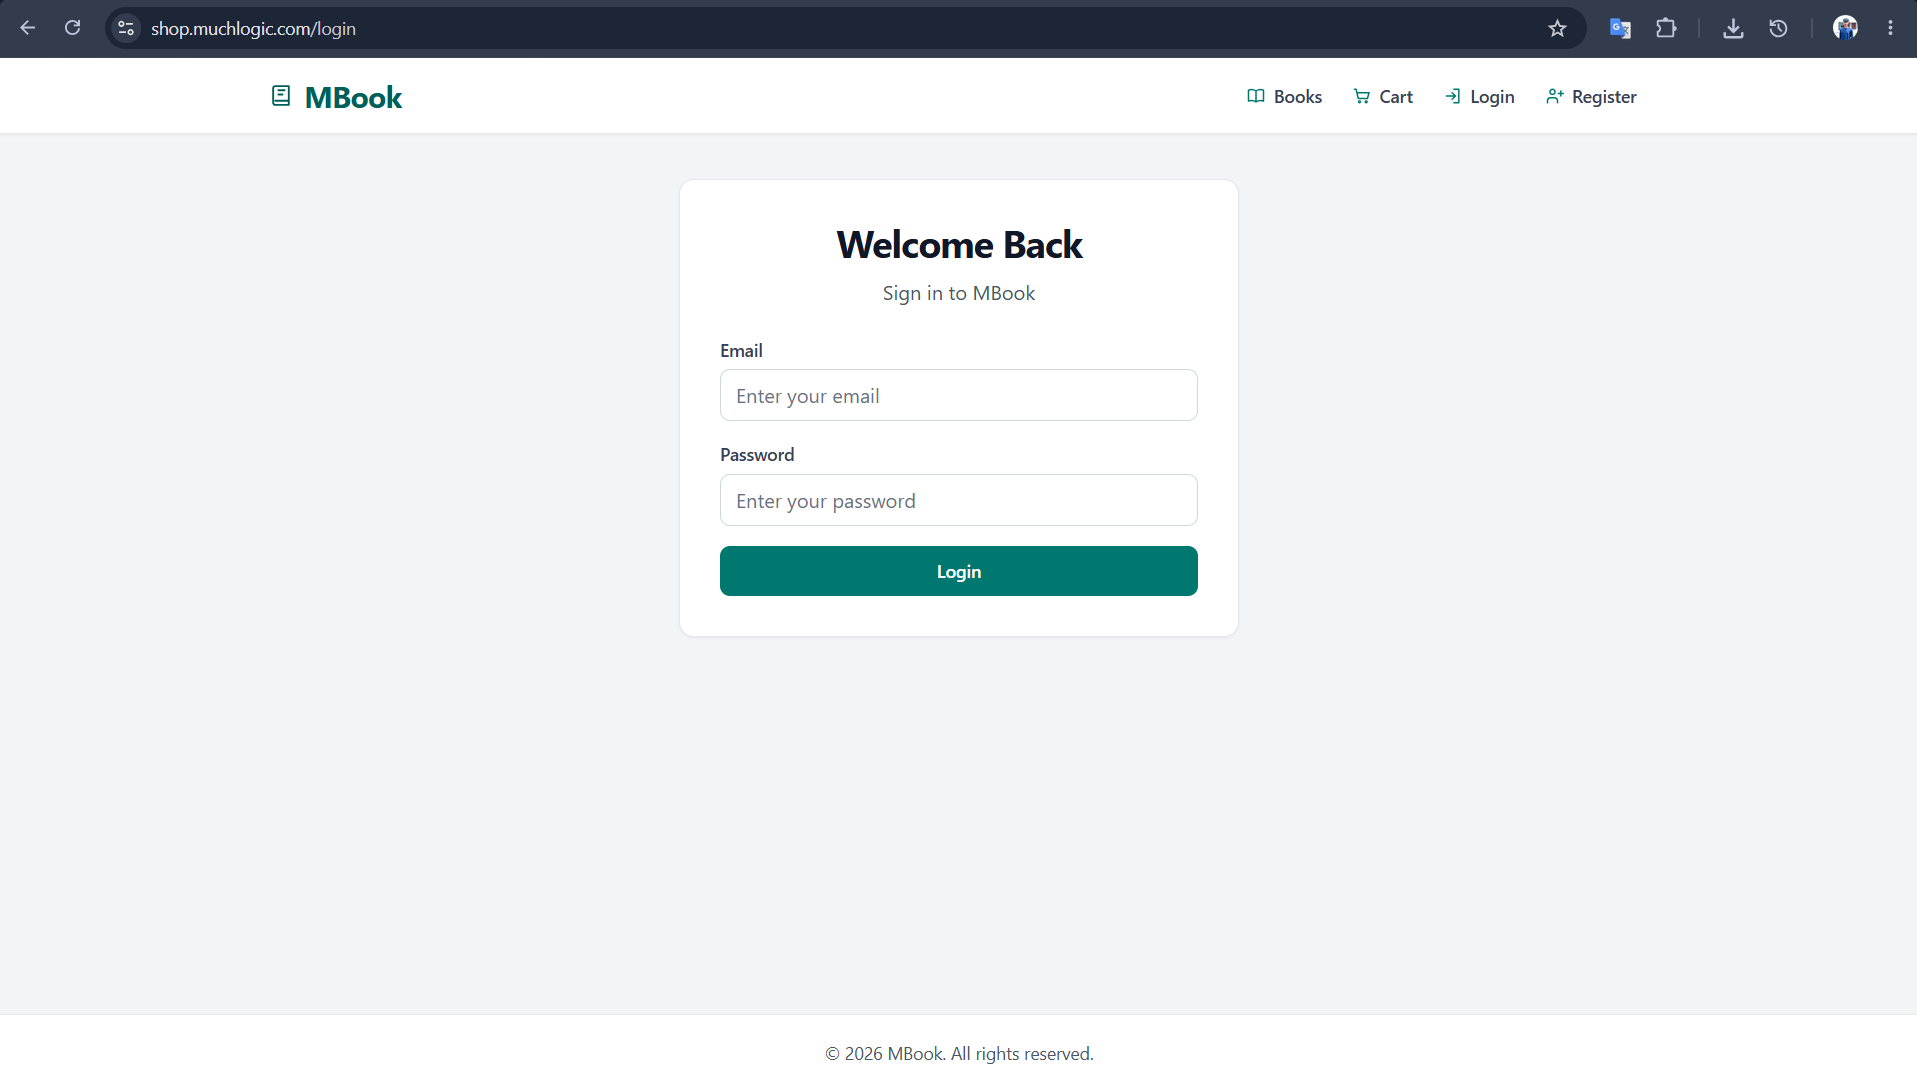 shop.muchlogic.com/login
MBook
Books
Cart
Login
Register
Welcome Back
Sign in to MBook
Email
Enter your email
Password
Enter your password
Login
© 2026 MBook. All rights reserved.